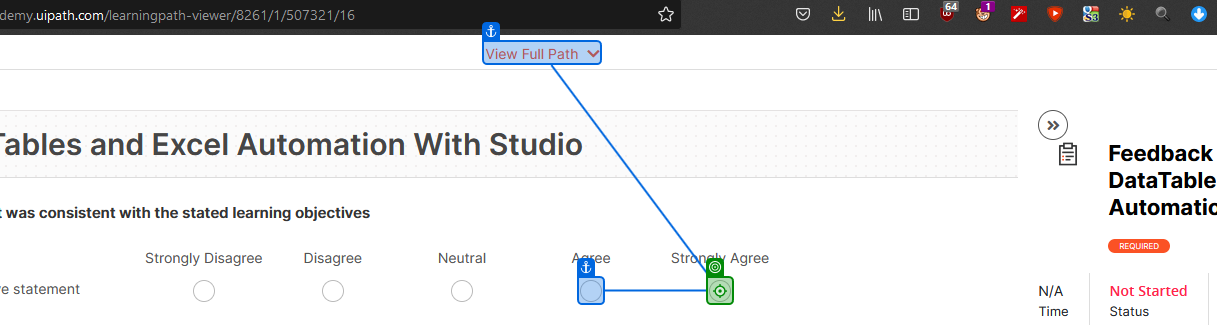 demy.uipath.com/learningpath-viewer/8261/1/507321/16
64
1
View Full Path
Tables and Excel Automation With Studio
Feedback
DataTable
Automatic
REQUIRED
t was consistent with the stated learning objectives
Strongly Disagree Disagree Neutral Agree Strongly Agree
ve statement
N/A
Time
Not Started
Status